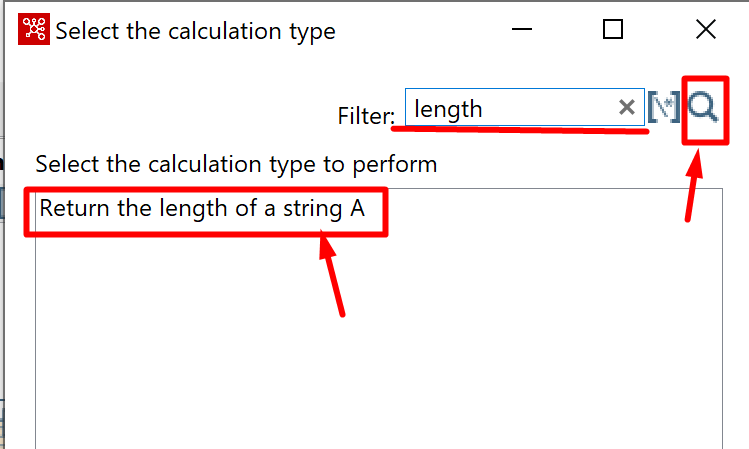 Select the calculation type
Filter: length
Select the calculation type to perform
Return the length of a string A